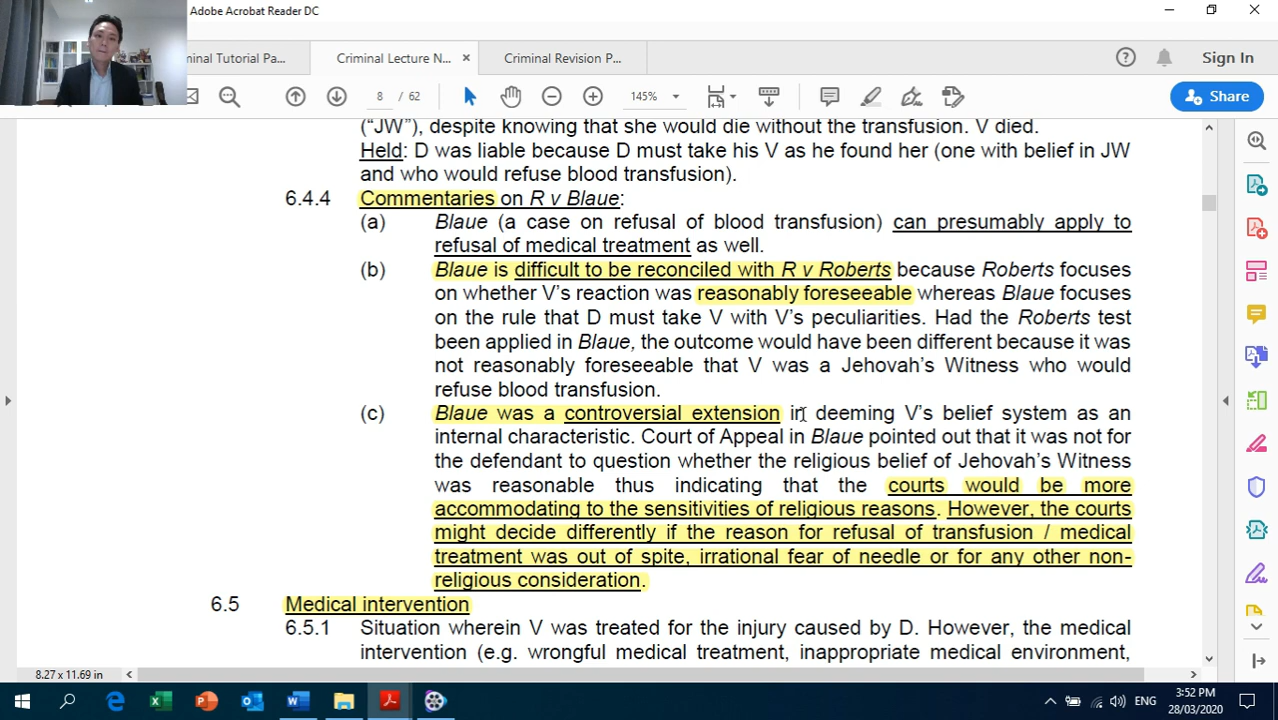 Adobe Acrobat Reader DC
ninal Tutorial Pa...
Criminal Lecture N...
Criminal Revision P...
Sign In
8 / 62
145%
Share
("JW"), despite knowing that she would die without the transfusion. V died.
Held: D was liable because D must take his V as he found her (one with belief in JW
and who would refuse blood transfusion).
6.4.4 Commentaries on R v Blaue:
(a) Blaue (a case on refusal of blood transfusion) can presumably apply to
refusal of medical treatment as well.
(b) Blaue is difficult to be reconciled with R v Roberts because Roberts focuses
on whether V's reaction was reasonably foreseeable whereas Blaue focuses
on the rule that D must take V with V's peculiarities. Had the Roberts test
been applied in Blaue, the outcome would have been different because it was
not reasonably foreseeable that V was a Jehovah's Witness who would
refuse blood transfusion.
(c) Blaue was a controversial extension in deeming V's belief system as an
internal characteristic. Court of Appeal in Blaue pointed out that it was not for
the defendant to question whether the religious belief of Jehovah's Witness
was reasonable thus indicating that the courts would be more
accommodating to the sensitivities of religious reasons. However, the courts
might decide differently if the reason for refusal of transfusion / medical
treatment was out of spite, irrational fear of needle or for any other non-
religious consideration.
6.5 Medical intervention
6.5.1 Situation wherein V was treated for the injury caused by D. However, the medical
intervention (e.g. wrongful medical treatment, inappropriate medical environment,
8.27 x 11.69 in
ENG
3:52 PM
28/03/2020